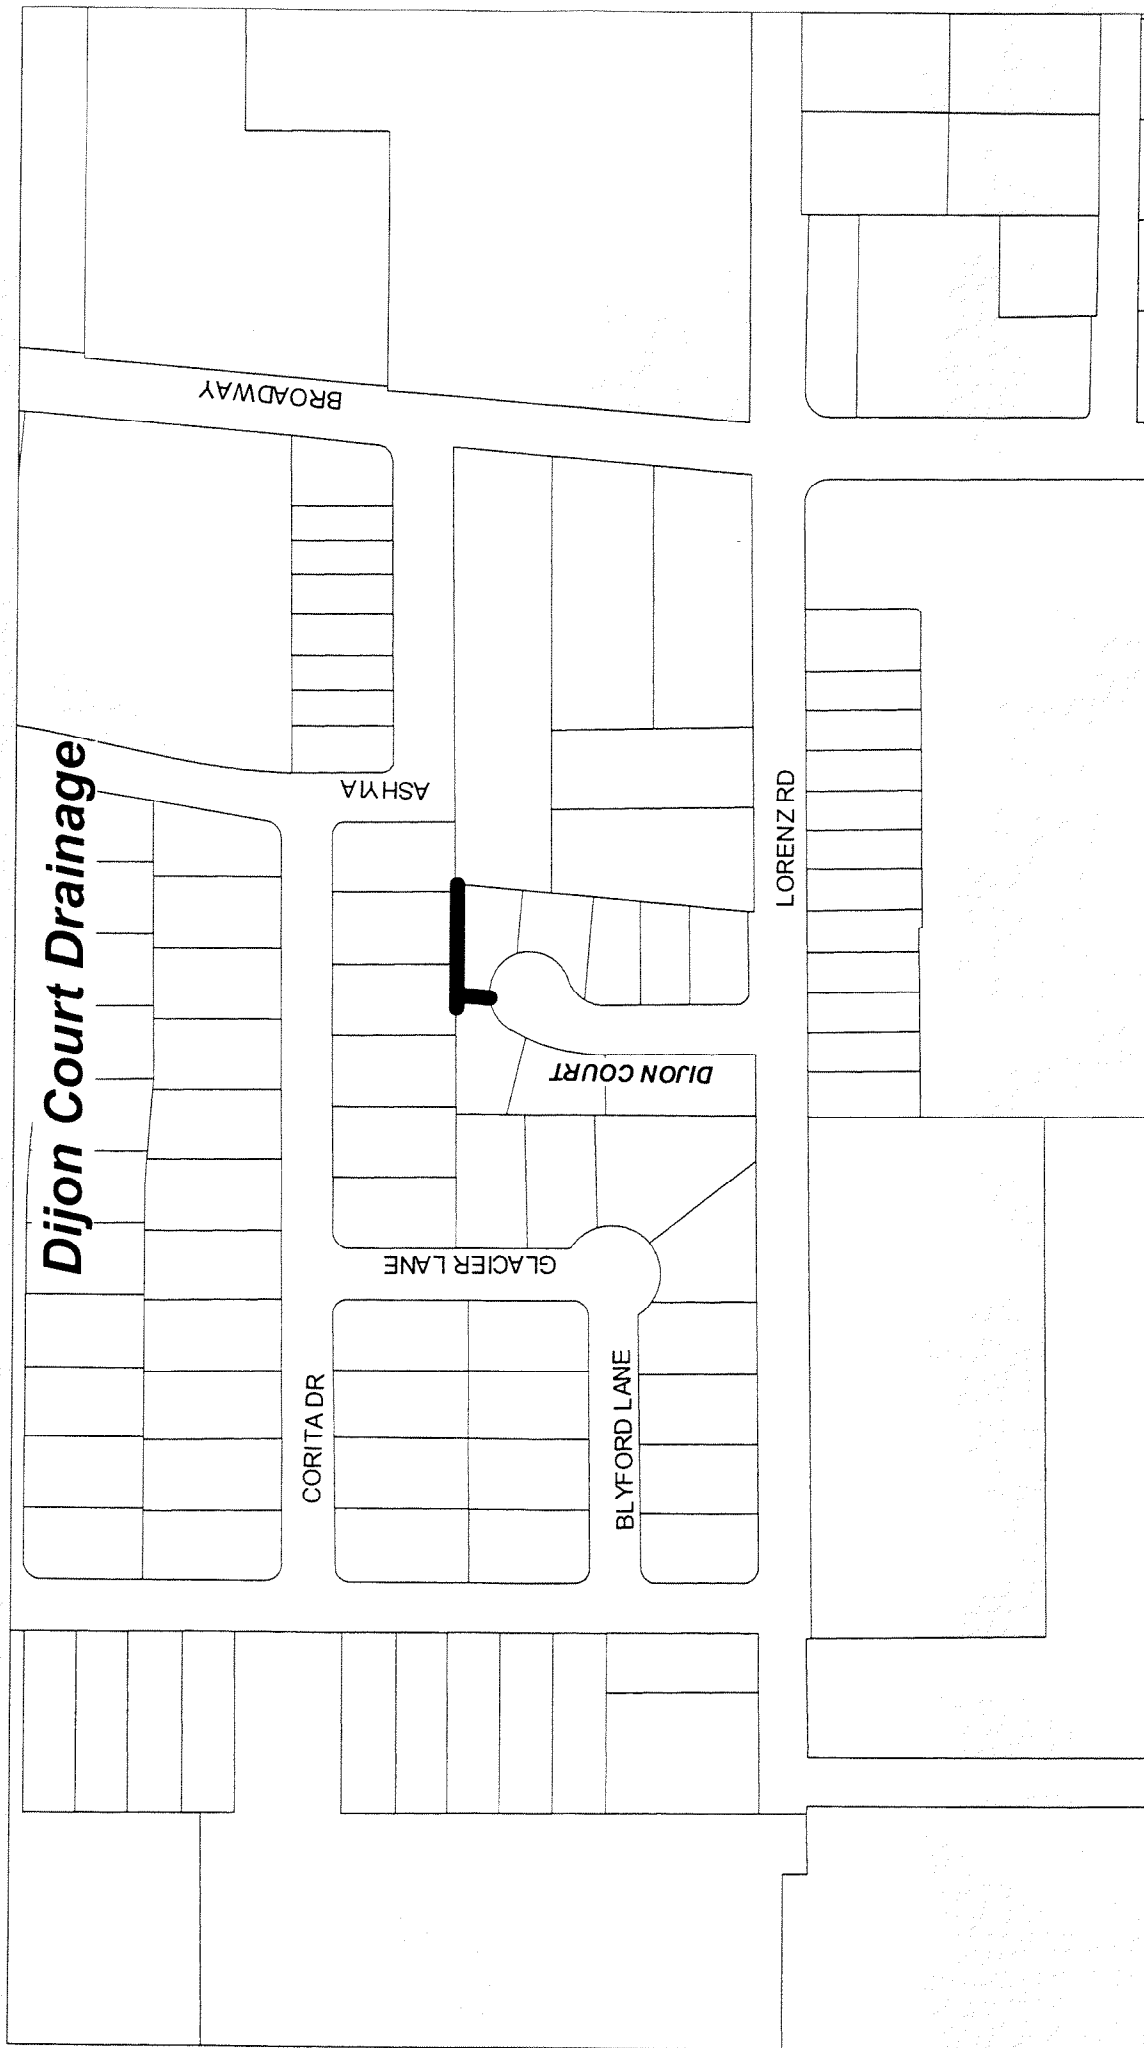 Dijon Court Drainage
BROADWAY
ASHYIA
LORENZ RD
DIJON COURT
GLACIER LANE
CORITA DR
BLYFORD LANE